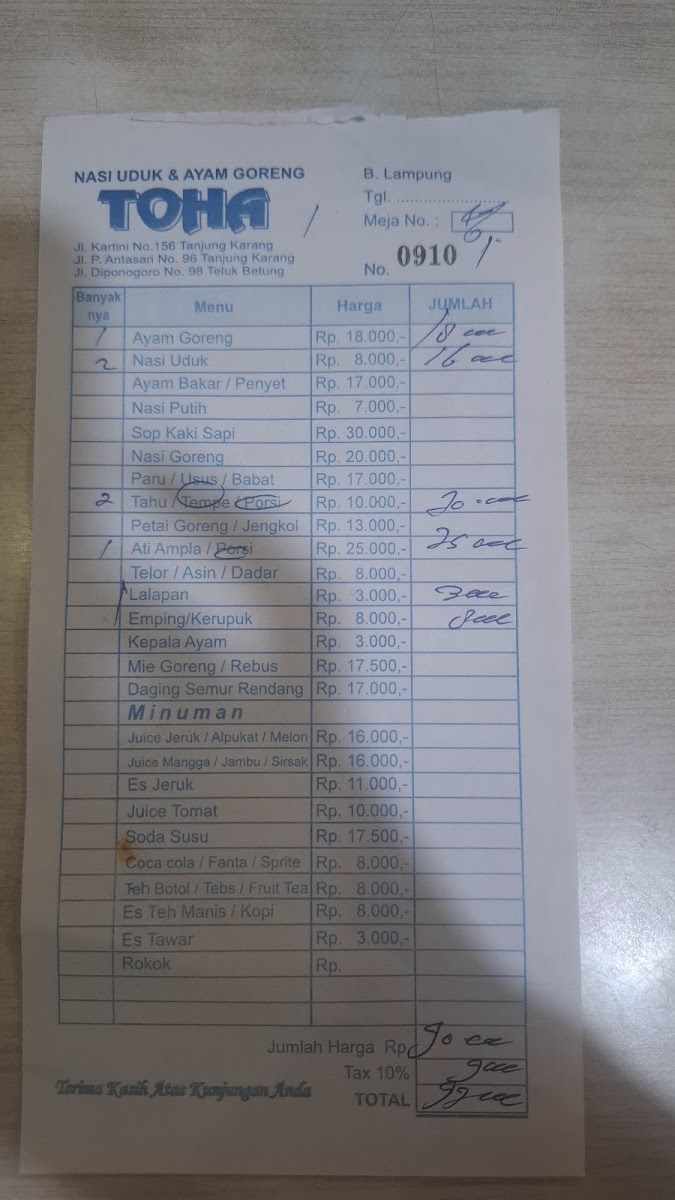 NASI UDUK & AYAM GORENG
TOHA
Jl. Kartini No.156 Tanjung Karang
Jl. P. Antasari No. 96 Tanjung Karang
Jl. Diponogoro No. 98 Teluk Betung
B. Lampung
Tgl. ........................
Meja No. :
No. 0910
Banyak nya Menu Harga JUMLAH
1 Ayam Goreng Rp. 18.000,- 18
2 Nasi Uduk Rp. 8.000,- 16
Ayam Bakar / Penyet Rp. 17.000,-
Nasi Putih Rp. 7.000,-
Sop Kaki Sapi Rp. 30.000,-
Nasi Goreng Rp. 20.000,-
Paru / Usus / Babat Rp. 17.000,-
2 Tahu / Tempe / Porsi Rp. 10.000,- 20
Petai Goreng / Jengkol Rp. 13.000,-
1 Ati Ampla / Porsi Rp. 25.000,- 25
Telor / Asin / Dadar Rp. 8.000,-
Lalapan Rp. 3.000,- 3000
Emping/Kerupuk Rp. 8.000,- 8000
Kepala Ayam Rp. 3.000,-
Mie Goreng / Rebus Rp. 17.500,-
Daging Semur Rendang Rp. 17.000,-
Minuman
Juice Jeruk / Alpukat / Melon Rp. 16.000,-
Juice Mangga / Jambu / Sirsak Rp. 16.000,-
Es Jeruk Rp. 11.000,-
Juice Tomat Rp. 10.000,-
Soda Susu Rp. 17.500,-
Coca cola / Fanta / Sprite Rp. 8.000,-
Teh Botol / Tebs / Fruit Tea Rp. 8.000,-
Es Teh Manis / Kopi Rp. 8.000,-
Es Tawar Rp. 3.000,-
Rokok Rp.
Jumlah Harga Rp 90
Tax 10% 9000
TOTAL
Terima Kasih Atas Kunjungan Anda